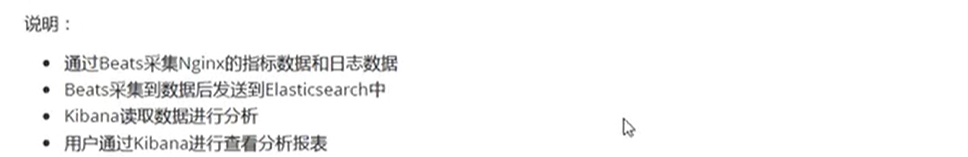 说明：
通过Beats采集Nginx的指标数据和日志数据
Beats采集到数据后发送到Elasticsearch中
Kibana读取数据进行分析
用户通过Kibana进行查看分析报表